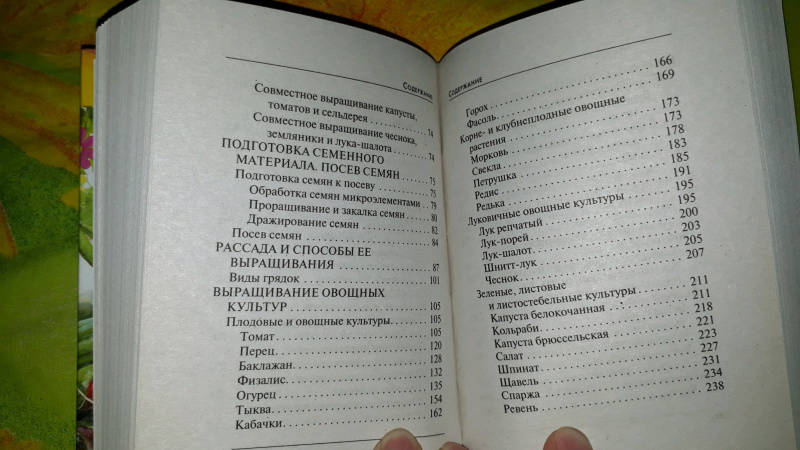 Содержание
Совместное выращивание капусты,
томатов и сельдерея . . . . . . . . . . . 74
Совместное выращивание чеснока,
земляники и лука-шалота . . . . . . . 74
ПОДГОТОВКА СЕМЕННОГО
МАТЕРИАЛА. ПОСЕВ СЕМЯН . . . . . . 75
Подготовка семян к посеву . . . . . . . . . 75
Обработка семян микроэлементами . . 79
Проращивание и закалка семян . . . . 80
Дражирование семян . . . . . . . . . . . 82
Посев семян . . . . . . . . . . . . . . . . . . 84
РАССАДА И СПОСОБЫ ЕЕ
ВЫРАЩИВАНИЯ . . . . . . . . . . . . . . 87
Виды грядок . . . . . . . . . . . . . . . . . . 101
ВЫРАЩИВАНИЕ ОВОЩНЫХ
КУЛЬТУР . . . . . . . . . . . . . . . . . . . 105
Плодовые и овощные культуры. . . . . . . . 105
Томат . . . . . . . . . . . . . . . . . . . . . 105
Перец . . . . . . . . . . . . . . . . . . . . . 120
Баклажан . . . . . . . . . . . . . . . . . . . 128
Физалис . . . . . . . . . . . . . . . . . . . . 132
Огурец . . . . . . . . . . . . . . . . . . . . . 135
Тыква . . . . . . . . . . . . . . . . . . . . . 154
Кабачки . . . . . . . . . . . . . . . . . . . . 162
Содержание
Горох . . . . . . . . . . . . . . . . . . . . . 166
Фасоль . . . . . . . . . . . . . . . . . . . . 169
Корне- и клубнеплодные овощные
растения . . . . . . . . . . . . . . . . . . . 173
Морковь . . . . . . . . . . . . . . . . . . . 173
Свекла . . . . . . . . . . . . . . . . . . . . 178
Петрушка . . . . . . . . . . . . . . . . . . . 183
Редис . . . . . . . . . . . . . . . . . . . . . 185
Редька . . . . . . . . . . . . . . . . . . . . 191
Луковичные овощные культуры . . . . . . 195
Лук репчатый . . . . . . . . . . . . . . . . 195
Лук-порей . . . . . . . . . . . . . . . . . . 200
Лук-шалот . . . . . . . . . . . . . . . . . . 203
Шнитт-лук . . . . . . . . . . . . . . . . . . 205
Чеснок . . . . . . . . . . . . . . . . . . . . 207
Зеленые, листовые
и листостебельные культуры . . . . . . . 211
Капуста белокочанная . . . . . . . . . . 211
Кольраби . . . . . . . . . . . . . . . . . . . 218
Капуста брюссельская . . . . . . . . . . 221
Салат . . . . . . . . . . . . . . . . . . . . . 223
Шпинат . . . . . . . . . . . . . . . . . . . . 227
Щавель . . . . . . . . . . . . . . . . . . . . 231
Спаржа . . . . . . . . . . . . . . . . . . . . 234
Ревень . . . . . . . . . . . . . . . . . . . . 238